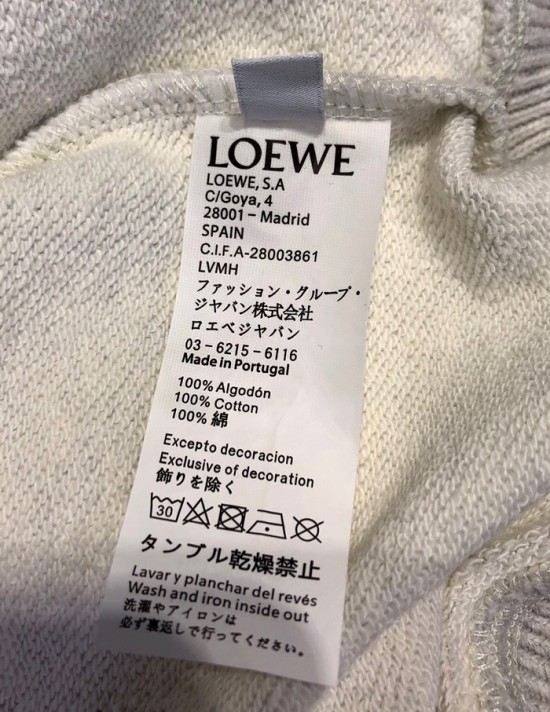 LOEWE
LOEWE, S.A
C/Goya, 4
28001 – Madrid
SPAIN
C.I.F.A-28003861
LVMH
ファッション・グループ・
ジャパン株式会社
ロエベジャパン
03 – 6215 – 6116
Made in Portugal
100% Algodón
100% Cotton
100% 綿
Excepto decoracion
Exclusive of decoration
飾りを除く
30
タンブル乾燥禁止
Lavar y planchar del revés
Wash and iron inside out
洗濯やアイロンは
必ず裏返しで行ってください。